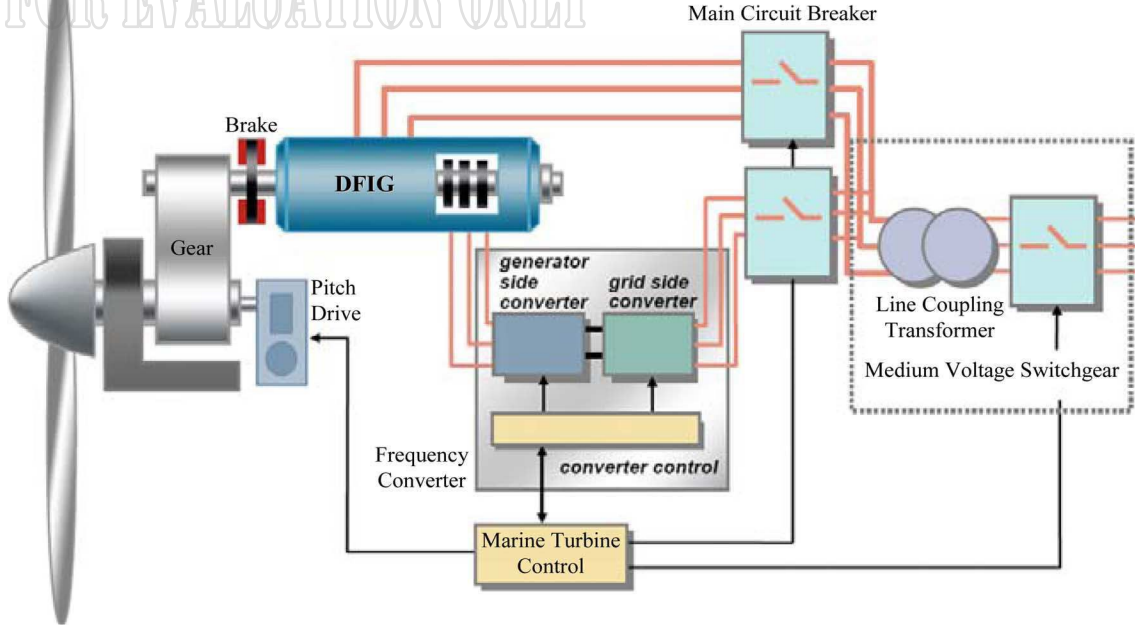 FOR EVALUATION ONLY
Main Circuit Breaker
Brake
DFIG
Gear
generator
side
converter
grid side
converter
Pitch
Drive
Line Coupling
Transformer
Medium Voltage Switchgear
Frequency
Converter
converter control
Marine Turbine
Control